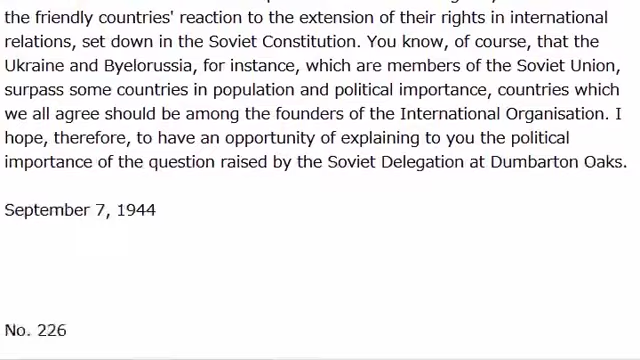 the friendly countries' reaction to the extension of their rights in international
relations, set down in the Soviet Constitution. You know, of course, that the
Ukraine and Byelorussia, for instance, which are members of the Soviet Union,
surpass some countries in population and political importance, countries which
we all agree should be among the founders of the International Organisation. I
hope, therefore, to have an opportunity of explaining to you the political
importance of the question raised by the Soviet Delegation at Dumbarton Oaks.
September 7, 1944
No. 226